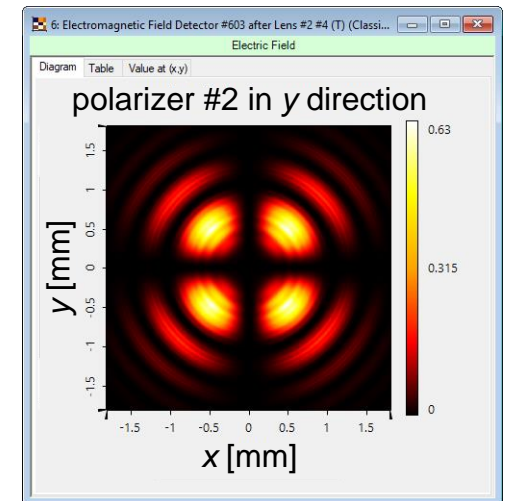 6: Electromagnetic Field Detector #603 after Lens #2 #4 (T) (Classi...
Electric Field
Diagram Table Value at (x,y)
polarizer #2 in y direction
0.63
0.315
0
y [mm]
1.5
1
0.5
0
-0.5
-1
-1.5
-1.5 -1 -0.5 0 0.5 1 1.5
x [mm]